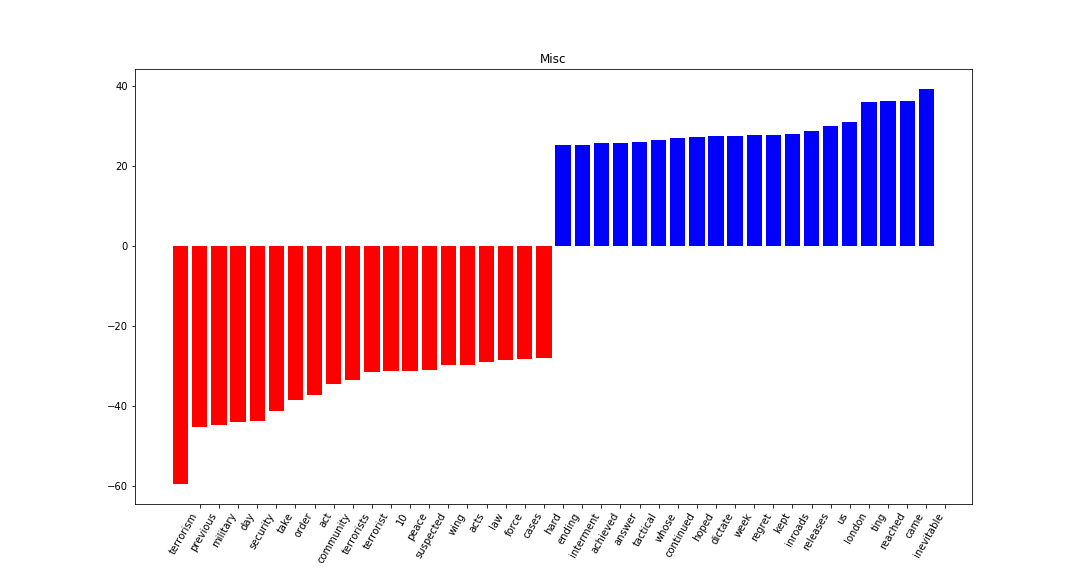 Misc
40
20
0
−20
−40
−60
terrorism
previous
military
day
security
take
order
act
community
terrorists
terrorist
10
peace
suspected
wing
acts
law
force
cases
hard
ending
interment
achieved
answer
tactical
whose
continued
hoped
dictate
week
regret
kept
inroads
releases
us
london
ting
reached
came
inevitable